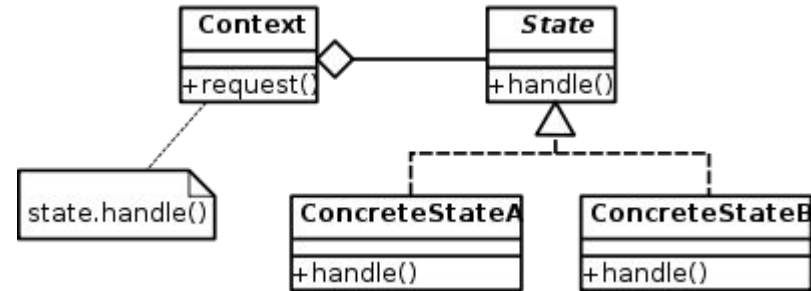 Context
+request()
State
+handle()
state.handle()
ConcreteStateA
+handle()
ConcreteStateB
+handle()